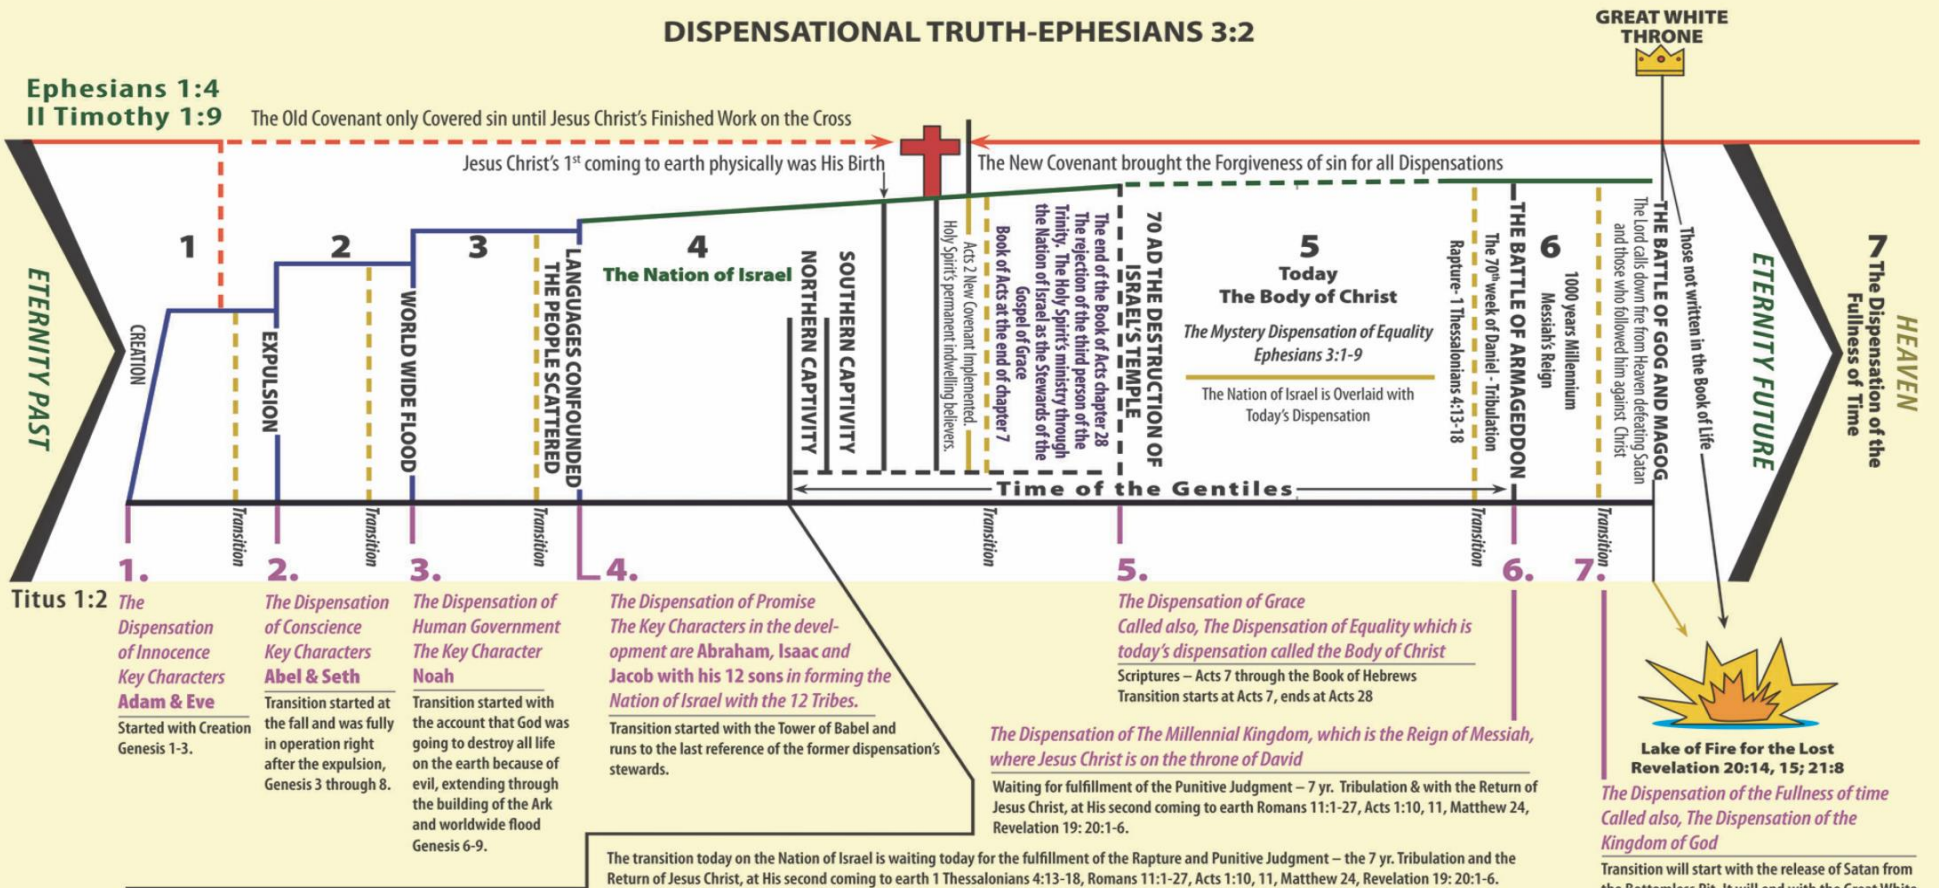 DISPENSATIONAL TRUTH-EPHESIANS 3:2
GREAT WHITE
THRONE
Ephesians 1:4
II Timothy 1:9
The Old Covenant only Covered sin until Jesus Christ's Finished Work on the Cross
Jesus Christ's 1st coming to earth physically was His Birth
The New Covenant brought the Forgiveness of sin for all Dispensations
ETERNITY PAST
CREATION
1
Transition
EXPULSION
2
Transition
WORLD WIDE FLOOD
3
Transition
LANGUAGES CONFOUNDED
THE PEOPLE SCATTERED
4
The Nation of Israel
NORTHERN CAPTIVITY
SOUTHERN CAPTIVITY
Holy Spirit's permanent indwelling believers.
Acts 2 New Covenant Implemented.
Transition
Book of Acts at the end of chapter 7
The end of the Book of Acts chapter 28
The rejection of the third person of the
Trinity. The Holy Spirit's ministry through
the Nation of Israel as the Stewards of the
Gospel of Grace
70 AD THE DESTRUCTION OF
ISRAEL'S TEMPLE
5
Today
The Body of Christ
The Mystery Dispensation of Equality
Ephesians 3:1-9
The Nation of Israel is Overlaid with
Today's Dispensation
Time of the Gentiles
Rapture- 1 Thessalonians 4:13-18
Transition
The 70th week of Daniel - Tribulation
THE BATTLE OF ARMAGEDDON
6
1000 years Millennium
Messiah's Reign
Transition
THE BATTLE OF GOG AND MAGOG
The Lord calls down fire from Heaven defeating Satan
and those who followed him against Christ
Those not written in the Book of Life
ETERNITY FUTURE
7 The Dispensation of the
Fullness of Time
HEAVEN
Titus 1:2
1.
The
Dispensation
of Innocence
Key Characters
Adam & Eve
Started with Creation
Genesis 1-3.
2.
The Dispensation
of Conscience
Key Characters
Abel & Seth
Transition started at
the fall and was fully
in operation right
after the expulsion,
Genesis 3 through 8.
3.
The Dispensation of
Human Government
The Key Character
Noah
Transition started with
the account that God was
going to destroy all life
on the earth because of
evil, extending through
the building of the Ark
and worldwide flood
Genesis 6-9.
4.
The Dispensation of Promise
The Key Characters in the devel-
opment are Abraham, Isaac and
Jacob with his 12 sons in forming the
Nation of Israel with the 12 Tribes.
Transition started with the Tower of Babel and
runs to the last reference of the former dispensation's
stewards.
5.
The Dispensation of Grace
Called also, The Dispensation of Equality which is
today's dispensation called the Body of Christ
Scriptures – Acts 7 through the Book of Hebrews
Transition starts at Acts 7, ends at Acts 28
6.
The Dispensation of The Millennial Kingdom, which is the Reign of Messiah,
where Jesus Christ is on the throne of David
Waiting for fulfillment of the Punitive Judgment – 7 yr. Tribulation & with the Return of
Jesus Christ, at His second coming to earth Romans 11:1-27, Acts 1:10, 11, Matthew 24,
Revelation 19: 20:1-6.
The transition today on the Nation of Israel is waiting today for the fulfillment of the Rapture and Punitive Judgment – the 7 yr. Tribulation and the
Return of Jesus Christ, at His second coming to earth 1 Thessalonians 4:13-18, Romans 11:1-27, Acts 1:10, 11, Matthew 24, Revelation 19: 20:1-6.
7.
Lake of Fire for the Lost
Revelation 20:14, 15; 21:8
The Dispensation of the Fullness of time
Called also, The Dispensation of the
Kingdom of God
Transition will start with the release of Satan from
the Bottomless Pit. It will end with the Great White